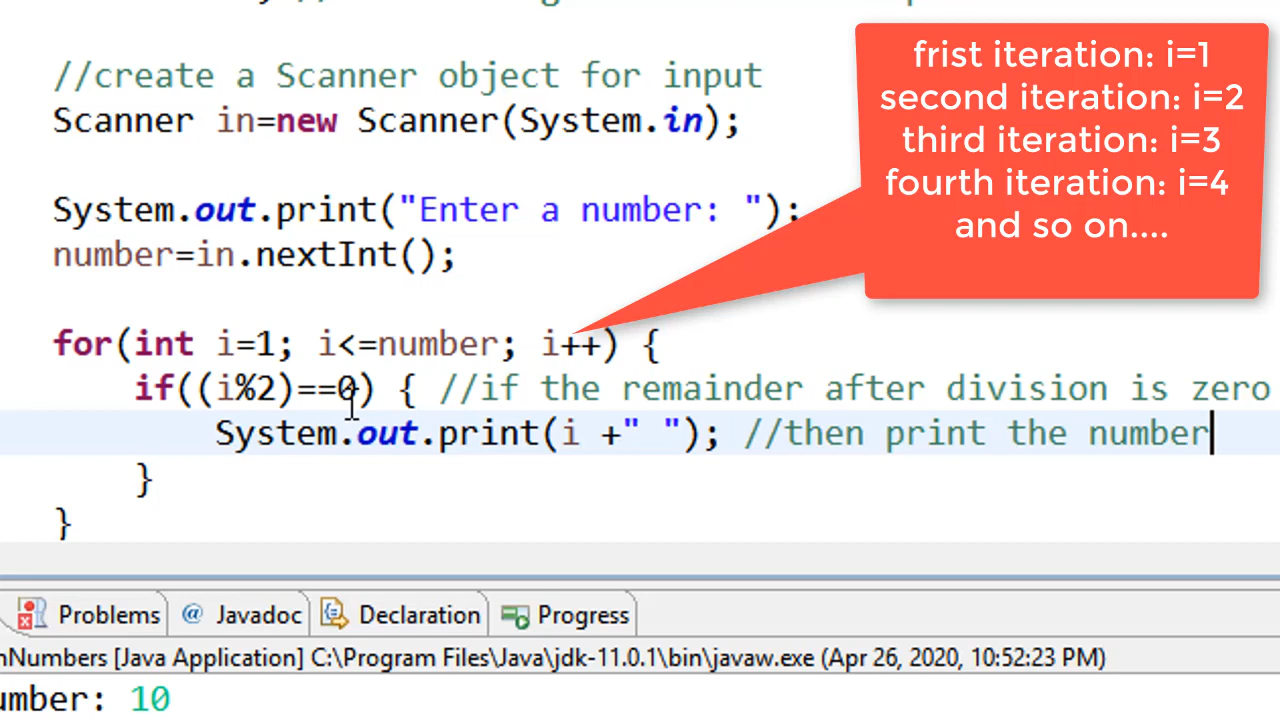 //create a Scanner object for input
Scanner in=new Scanner(System.in);
System.out.print("Enter a number: ");
number=in.nextInt();
for(int i=1; i<=number; i++) {
if((i%2)==0) { //if the remainder after division is zero
System.out.print(i +" "); //then print the number
}
}
frist iteration: i=1
second iteration: i=2
third iteration: i=3
fourth iteration: i=4
and so on....
Problems @ Javadoc Declaration Progress
nNumbers [Java Application] C:\Program Files\Java\jdk-11.0.1\bin\javaw.exe (Apr 26, 2020, 10:52:23 PM)
umber: 10